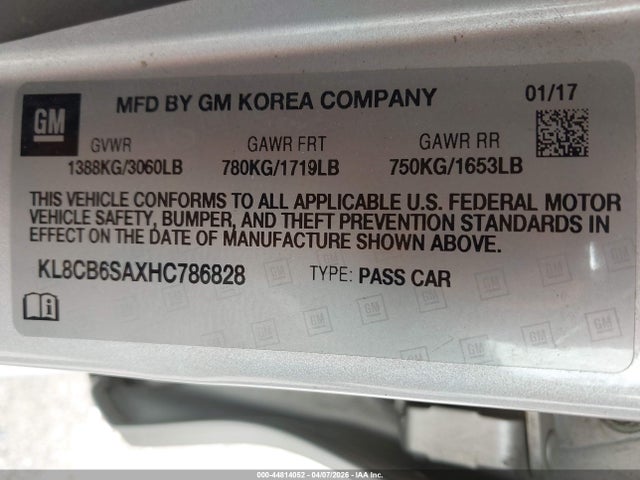 GM
MFD BY GM KOREA COMPANY
01/17
GVWR GAWR FRT GAWR RR
1388KG/3060LB 780KG/1719LB 750KG/1653LB
THIS VEHICLE CONFORMS TO ALL APPLICABLE U.S. FEDERAL MOTOR
VEHICLE SAFETY, BUMPER, AND THEFT PREVENTION STANDARDS IN
EFFECT ON THE DATE OF MANUFACTURE SHOWN ABOVE.
KL8CB6SAXHC786828 TYPE: PASS CAR
000-44814052 04/07/2026 IAA Inc.